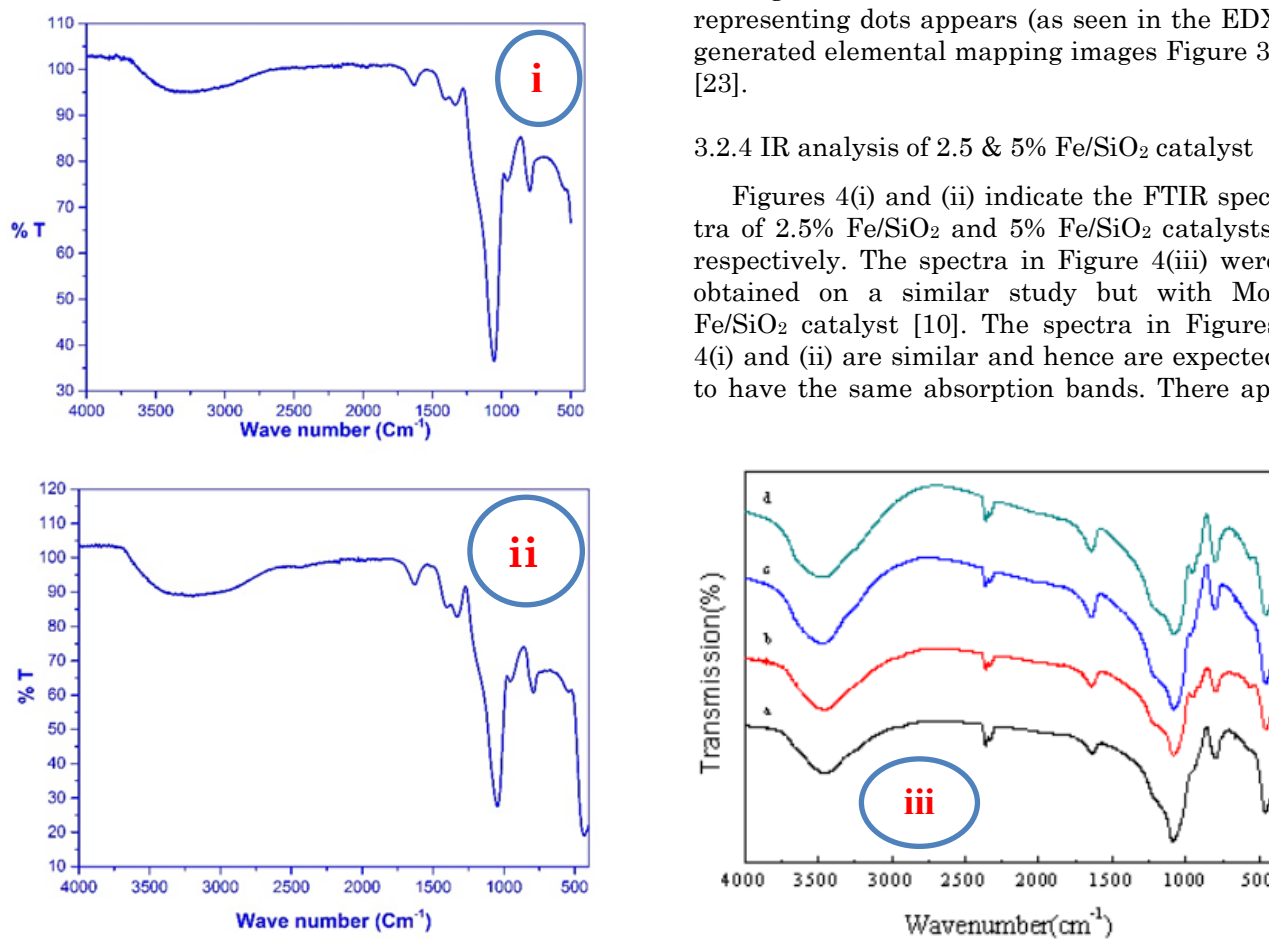 110
100
90
80
70
60
50
40
30
% T
i
4000 3500 3000 2500 2000 1500 1000 500
Wave number (Cm-1)
120
110
100
90
80
70
60
50
40
30
20
10
% T
ii
4000 3500 3000 2500 2000 1500 1000 500
Wave number (Cm-1)
representing dots appears (as seen in the EDX
generated elemental mapping images Figure 3
[23].
3.2.4 IR analysis of 2.5 & 5% Fe/SiO2 catalyst
Figures 4(i) and (ii) indicate the FTIR spec
tra of 2.5% Fe/SiO2 and 5% Fe/SiO2 catalysts
respectively. The spectra in Figure 4(iii) were
obtained on a similar study but with Mo
Fe/SiO2 catalyst [10]. The spectra in Figures
4(i) and (ii) are similar and hence are expected
to have the same absorption bands. There ap
d
c
b
a
Transmission(%)
iii
4000 3500 3000 2500 2000 1500 1000 500
Wavenumber(cm-1)